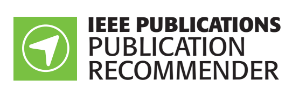 IEEE PUBLICATIONS
PUBLICATION
RECOMMENDER